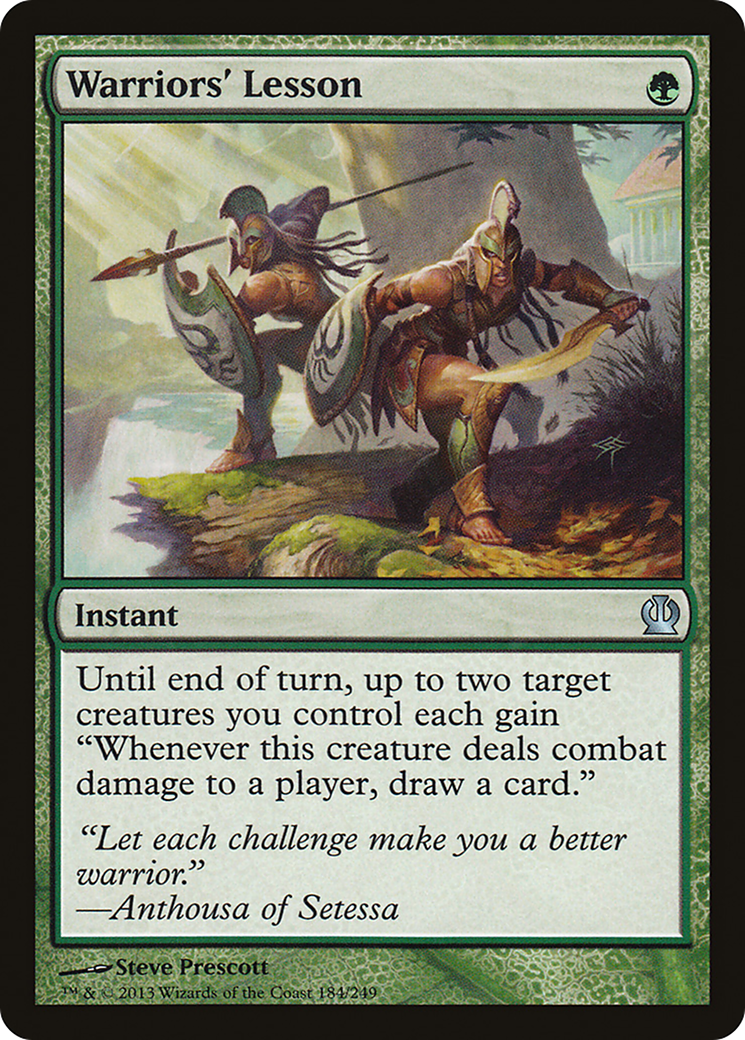 Warriors' Lesson
Instant
Until end of turn, up to two target
creatures you control each gain
“Whenever this creature deals combat
damage to a player, draw a card.”
“Let each challenge make you a better
warrior.”
—Anthousa of Setessa
Steve Prescott
™ & © 2013 Wizards of the Coast 184/249